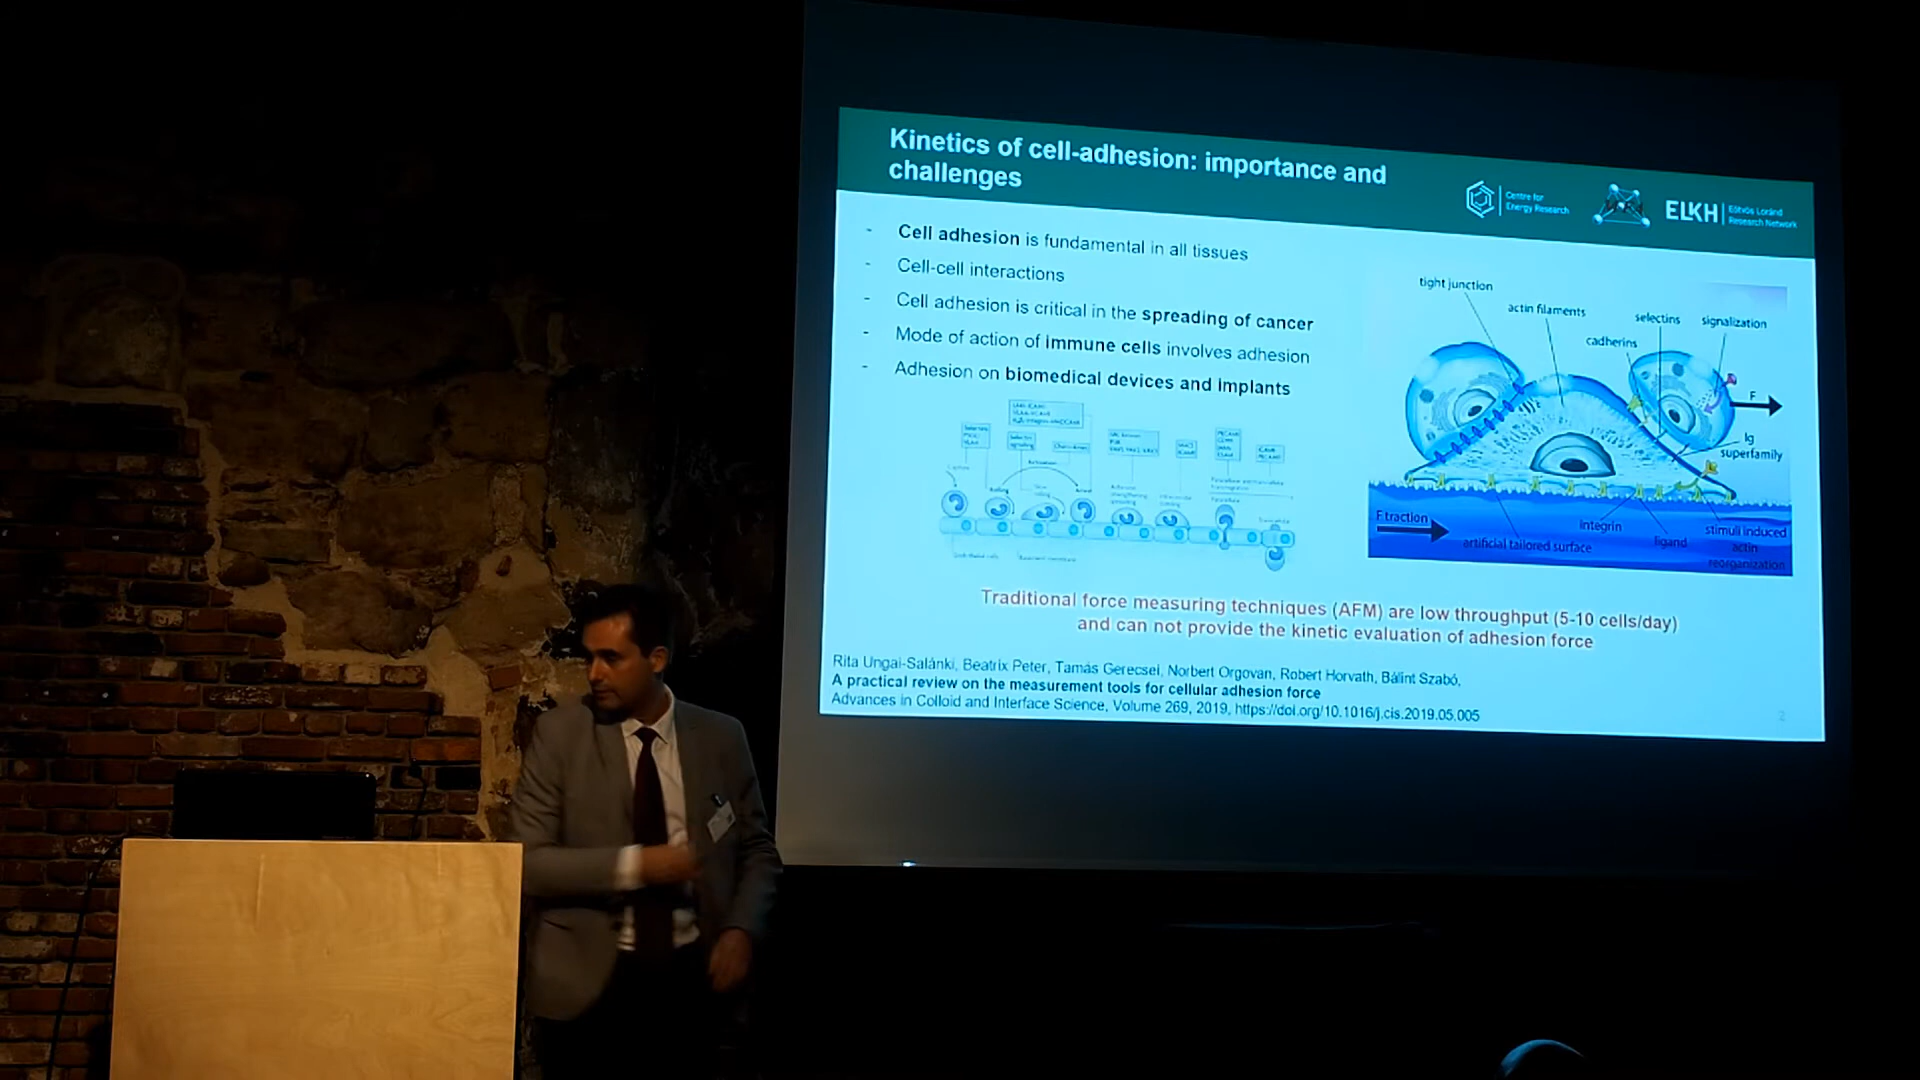 Kinetics of cell-adhesion: importance and
challenges
Centre for
Energy Research
ELKH
Eötvös Loránd
Research Network
- Cell adhesion is fundamental in all tissues
- Cell-cell interactions
- Cell adhesion is critical in the spreading of cancer
- Mode of action of immune cells involves adhesion
- Adhesion on biomedical devices and implants
tight junction
actin filaments
selectins
signalization
cadherins
F
Ig
superfamily
F traction
integrin
ligand
stimuli induced
actin
reorganization
artificial tailored surface
Capture
Rolling
Slow
rolling
Arrest
Traditional force measuring techniques (AFM) are low throughput (5-10 cells/day)
and can not provide the kinetic evaluation of adhesion force
Rita Ungai-Salánki, Beatrix Peter, Tamás Gerecsei, Norbert Orgovan, Robert Horvath, Bálint Szabó,
A practical review on the measurement tools for cellular adhesion force
Advances in Colloid and Interface Science, Volume 269, 2019, https://doi.org/10.1016/j.cis.2019.05.005
2